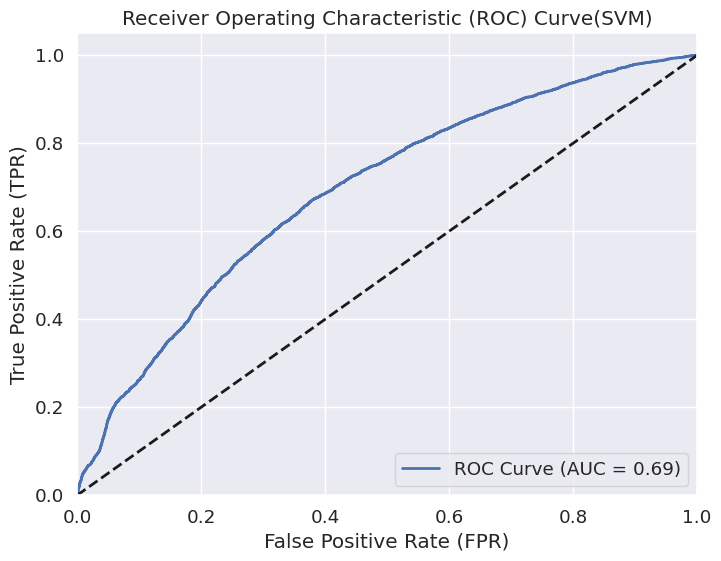 Receiver Operating Characteristic (ROC) Curve(SVM)
True Positive Rate (TPR)
1.0
0.8
0.6
0.4
0.2
0.0
ROC Curve (AUC = 0.69)
0.0 0.2 0.4 0.6 0.8 1.0
False Positive Rate (FPR)